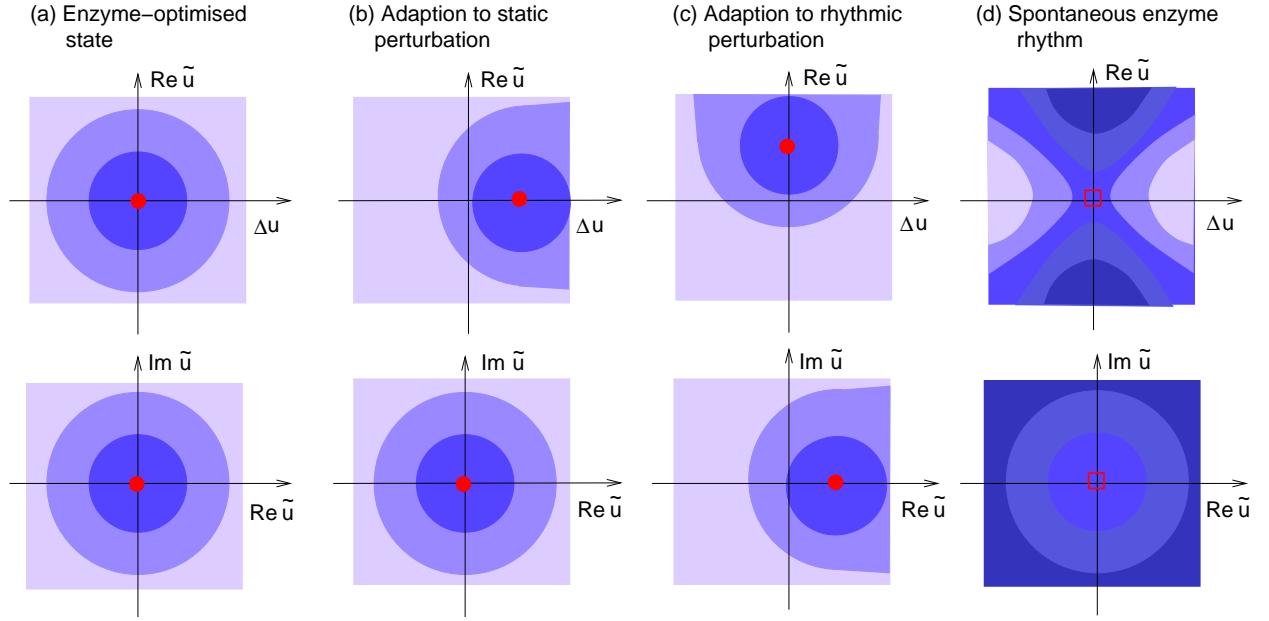 (a) Enzyme−optimised
state
(b) Adaption to static
perturbation
(c) Adaption to rhythmic
perturbation
(d) Spontaneous enzyme
rhythm
Re ũ
Δu
Re ũ
Δu
Re ũ
Δu
Re ũ
Δu
Im ũ
Re ũ
Im ũ
Re ũ
Im ũ
Re ũ
Im ũ
Re ũ